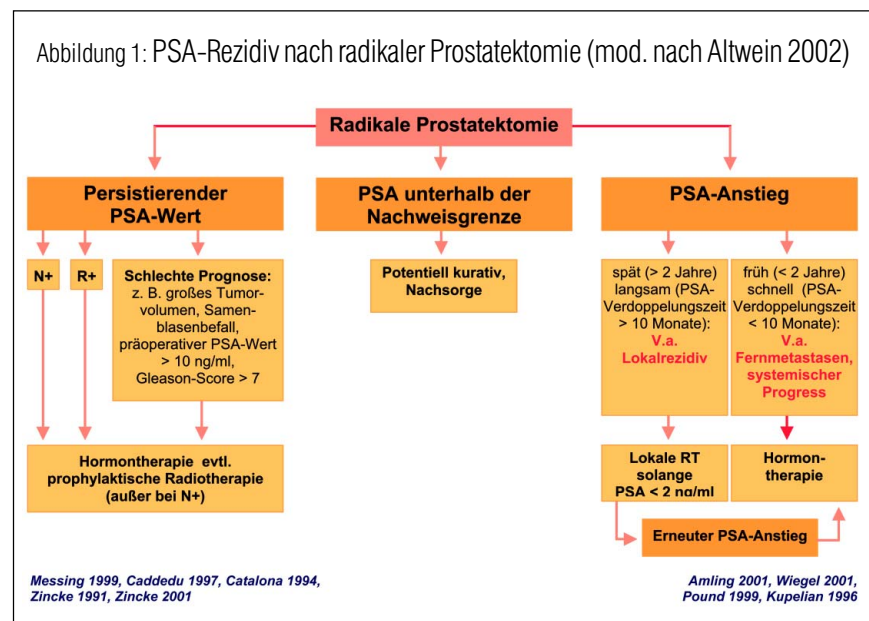 Abbildung 1: PSA-Rezidiv nach radikaler Prostatektomie (mod. nach Altwein 2002)
Radikale Prostatektomie
Persistierender
PSA-Wert
PSA unterhalb der
Nachweisgrenze
PSA-Anstieg
N+
R+
Schlechte Prognose:
z. B. großes Tumor-
volumen, Samen-
blasenbefall,
präoperativer PSA-Wert
> 10 ng/ml,
Gleason-Score > 7
Potentiell kurativ,
Nachsorge
spät (> 2 Jahre)
langsam (PSA-
Verdoppelungszeit
> 10 Monate):
V.a.
Lokalrezidiv
früh (< 2 Jahre)
schnell (PSA-
Verdoppelungszeit
< 10 Monate):
V.a.
Fernmetastasen,
systemischer
Progress
Hormontherapie evtl.
prophylaktische Radiotherapie
(außer bei N+)
Lokale RT
solange
PSA < 2 ng/ml
Hormon-
therapie
Erneuter PSA-Anstieg
Messing 1999, Caddedu 1997, Catalona 1994,
Zincke 1991, Zincke 2001
Amling 2001, Wiegel 2001,
Pound 1999, Kupelian 1996